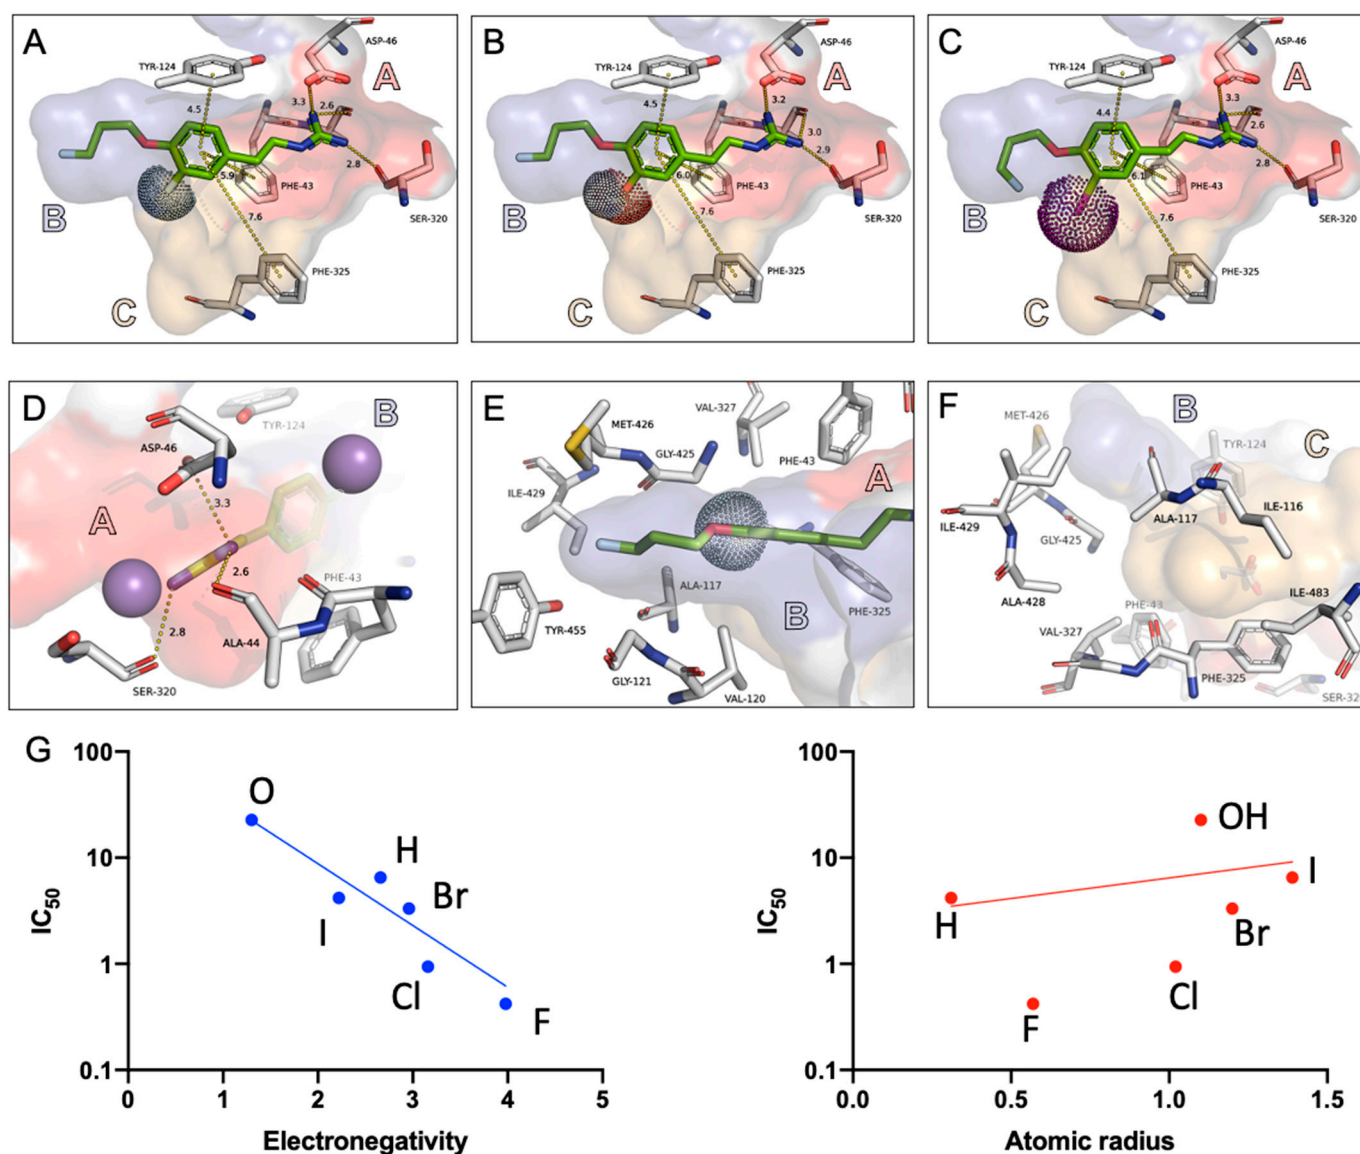 A
TYR-124
ASP-46
A
3.3
2.6
4.5
2.8
5.9
PHE-43
B
SER-320
7.6
PHE-325
C
B
TYR-124
ASP-46
A
3.2
4.5
3.0
2.9
6.0
PHE-43
B
SER-320
7.6
PHE-325
C
C
TYR-124
ASP-46
A
3.3
4.4
2.6
2.8
6.1
PHE-43
B
SER-320
7.6
PHE-325
C
D
B
TYR-124
ASP-46
3.3
A
2.6
PHE-43
2.8
ALA-44
SER-320
E
VAL-327
MET-426
GLY-425
PHE-43
A
ILE-429
ALA-117
PHE-325
B
TYR-455
GLY-121
VAL-120
F
B
MET-426
TYR-124
C
ILE-429
ALA-117
ILE-116
GLY-425
ALA-428
ILE-483
PHE-43
VAL-327
PHE-325
SER-32
G
100
10
1
0.1
IC50
O
H
Br
I
Cl
F
0 1 2 3 4 5
Electronegativity
100
10
1
0.1
IC50
OH
I
H
Br
Cl
F
0.0 0.5 1.0 1.5
Atomic radius